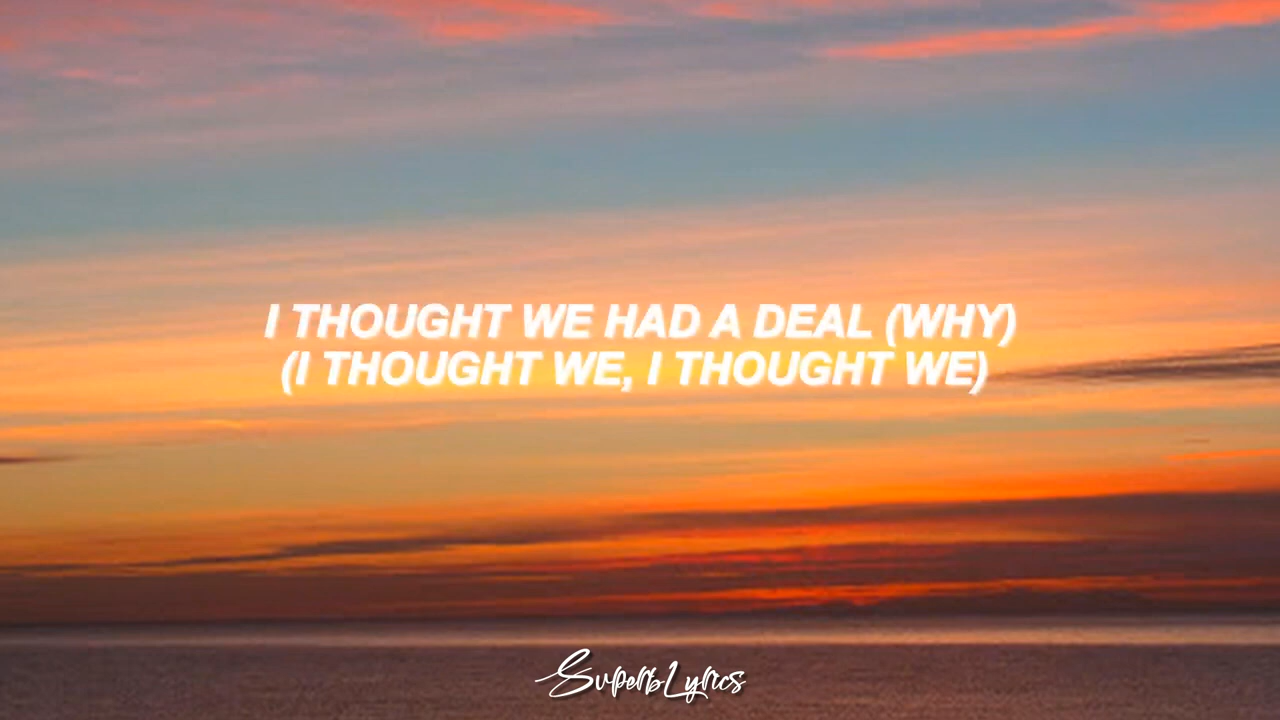 I THOUGHT WE HAD A DEAL (WHY)
(I THOUGHT WE, I THOUGHT WE)
SuperbLyrics